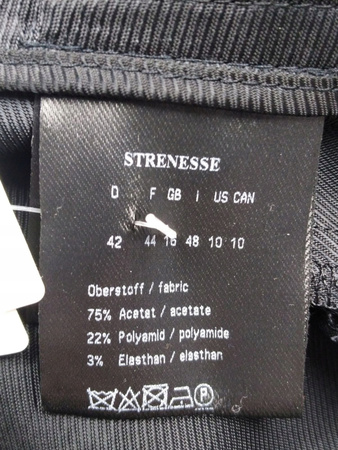 STRENESSE
D F GB I US CAN
42 44 16 48 10 10
Oberstoff / fabric
75% Acetat / acetate
22% Polyamid / polyamide
3% Elasthan / elasthan
P